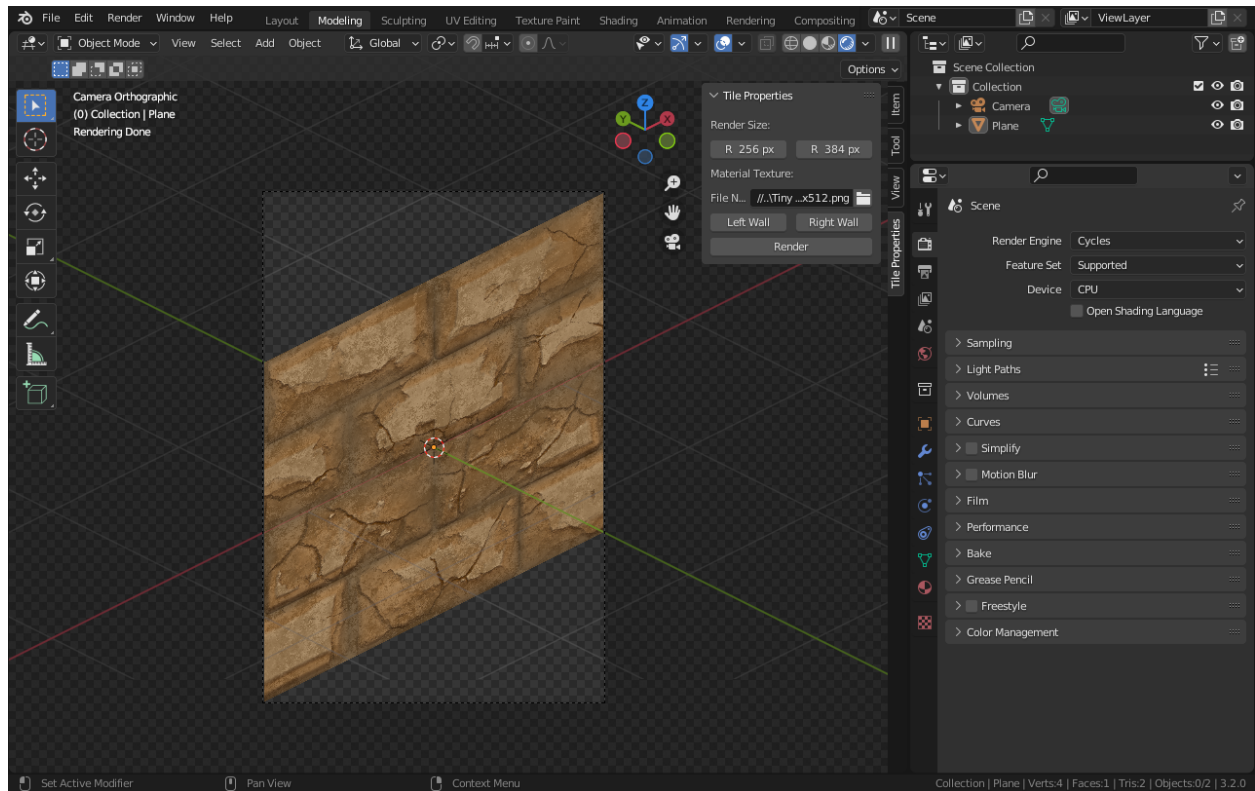 File Edit Render Window Help Layout Modeling Sculpting UV Editing Texture Paint Shading Animation Rendering Compositing Scene ViewLayer
Object Mode View Select Add Object Global
Options
Camera Orthographic
(0) Collection | Plane
Rendering Done
Z
Y
X
Tile Properties
Render Size:
R 256 px R 384 px
Material Texture:
File N... //..\Tiny ...x512.png
Left Wall Right Wall
Render
Item
Tool
View
Tile Properties
Scene Collection
Collection
Camera
Plane
Scene
Render Engine Cycles
Feature Set Supported
Device CPU
Open Shading Language
Sampling
Light Paths
Volumes
Curves
Simplify
Motion Blur
Film
Performance
Bake
Grease Pencil
Freestyle
Color Management
Set Active Modifier Pan View Context Menu Collection | Plane | Verts:4 | Faces:1 | Tris:2 | Objects:0/2 | 3.2.0